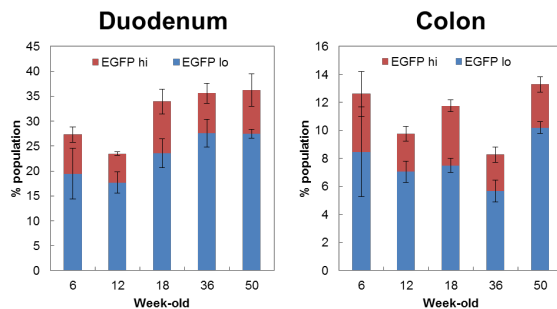 Duodenum
Colon
45
40
35
30
25
20
15
10
5
0
% population
EGFP hi EGFP lo
6 12 18 36 50
Week-old
16
14
12
10
8
6
4
2
0
% population
EGFP hi EGFP lo
6 12 18 36 50
Week-old